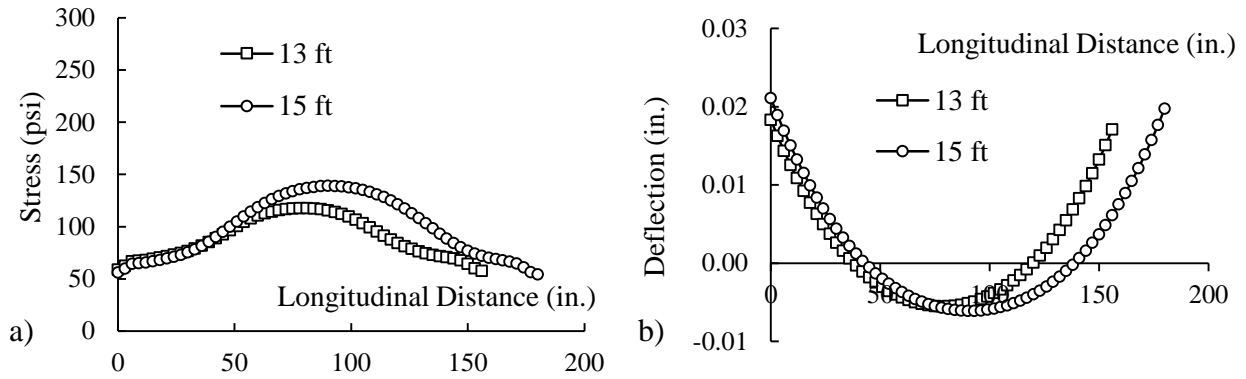 300
250
200
150
100
50
0
Stress (psi)
13 ft
15 ft
Longitudinal Distance (in.)
0 50 100 150 200
a)
0.03
0.02
0.01
0.00
-0.01
Deflection (in.)
Longitudinal Distance (in.)
13 ft
15 ft
0 50 100 150 200
b)